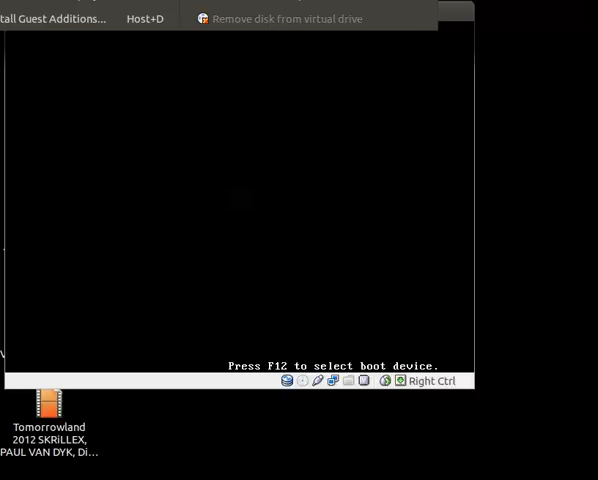 tall Guest Additions... Host+D Remove disk from virtual drive
Press F12 to select boot device.
Right Ctrl
Tomorrowland
2012 SKRiLLEX,
PAUL VAN DYK, Di...